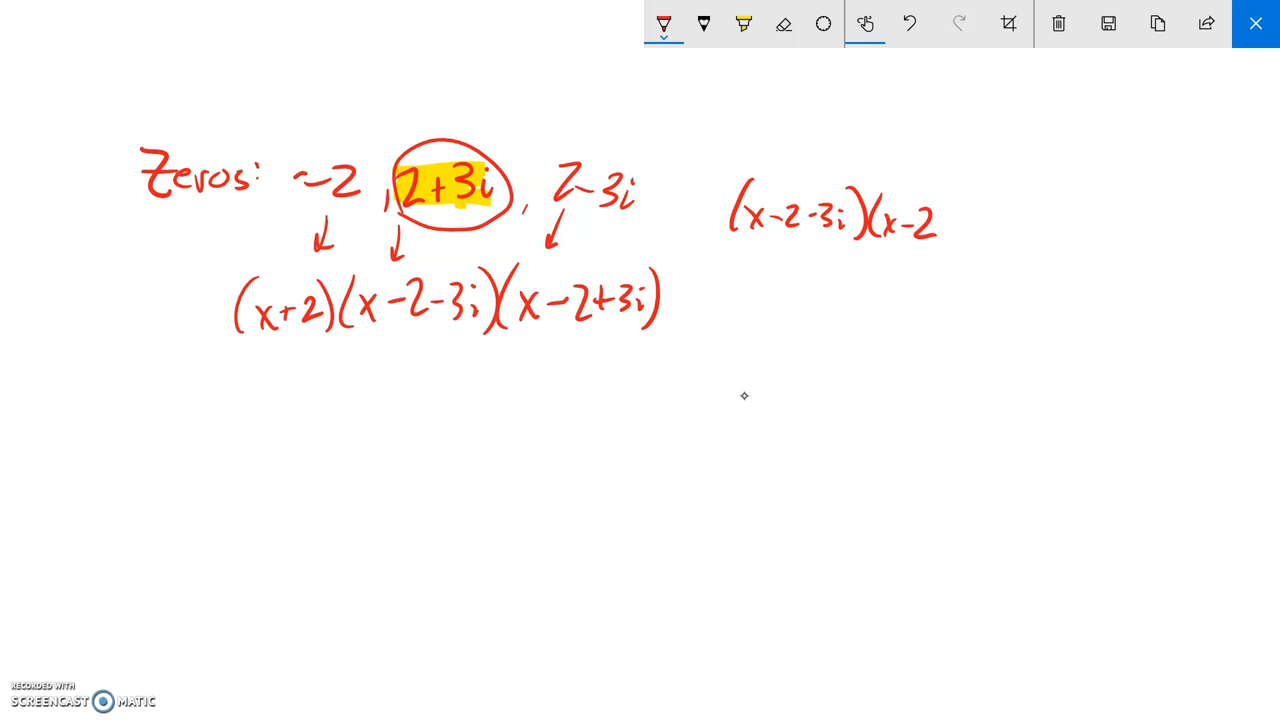 Zeros: -2, 2+3i, 2-3i
(x-2-3i)(x-2
(x+2)(x-2-3i)(x-2+3i)
RECORDED WITH
SCREENCAST MATIC